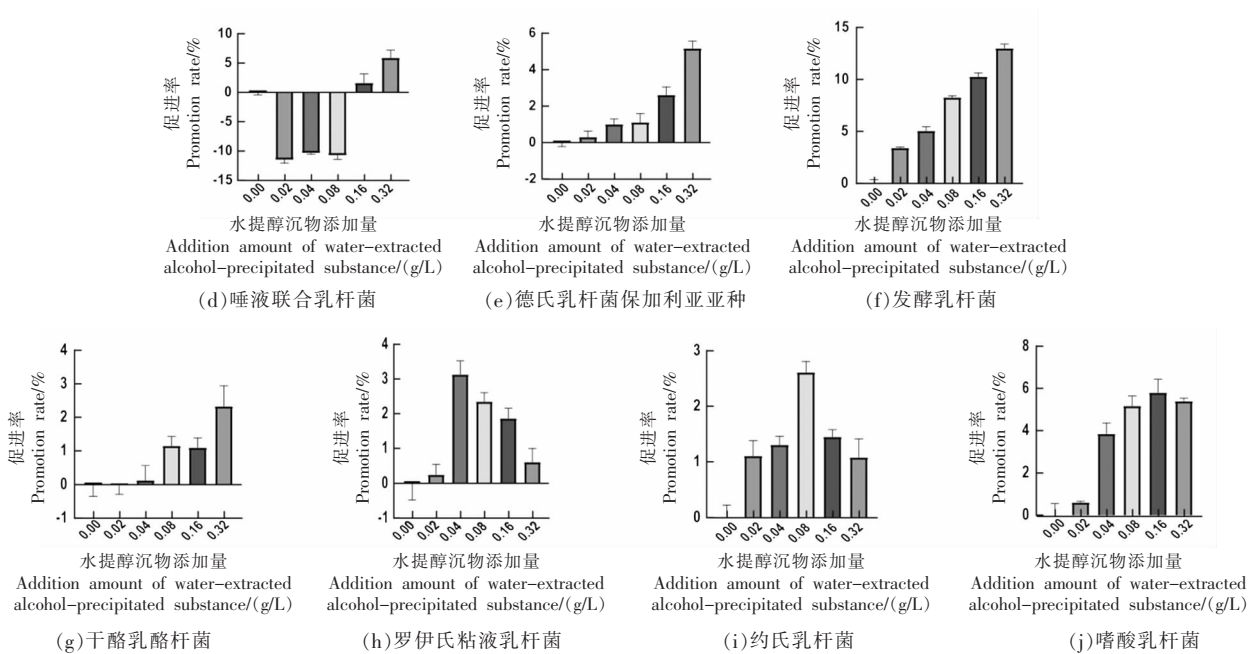 促进率
Promotion rate/%
10
5
0
-5
-10
-15
0.00
0.02
0.04
0.08
0.16
0.32
水提醇沉物添加量
Addition amount of water-extracted
alcohol-precipitated substance/(g/L)
(d)唾液联合乳杆菌
促进率
Promotion rate/%
6
4
2
0
-2
0.00
0.02
0.04
0.08
0.16
0.32
水提醇沉物添加量
Addition amount of water-extracted
alcohol-precipitated substance/(g/L)
(e)德氏乳杆菌保加利亚亚种
促进率
Promotion rate/%
15
10
5
0
0.00
0.02
0.04
0.08
0.16
0.32
水提醇沉物添加量
Addition amount of water-extracted
alcohol-precipitated substance/(g/L)
(f)发酵乳杆菌
促进率
Promotion rate/%
4
3
2
1
0
-1
0.00
0.02
0.04
0.08
0.16
0.32
水提醇沉物添加量
Addition amount of water-extracted
alcohol-precipitated substance/(g/L)
(g)干酪乳酪杆菌
促进率
Promotion rate/%
4
3
2
1
0
-1
0.00
0.02
0.04
0.08
0.16
0.32
水提醇沉物添加量
Addition amount of water-extracted
alcohol-precipitated substance/(g/L)
(h)罗伊氏粘液乳杆菌
促进率
Promotion rate/%
3
2
1
0
0.00
0.02
0.04
0.08
0.16
0.32
水提醇沉物添加量
Addition amount of water-extracted
alcohol-precipitated substance/(g/L)
(i)约氏乳杆菌
促进率
Promotion rate/%
8
6
4
2
0
0.00
0.02
0.04
0.08
0.16
0.32
水提醇沉物添加量
Addition amount of water-extracted
alcohol-precipitated substance/(g/L)
(j)嗜酸乳杆菌